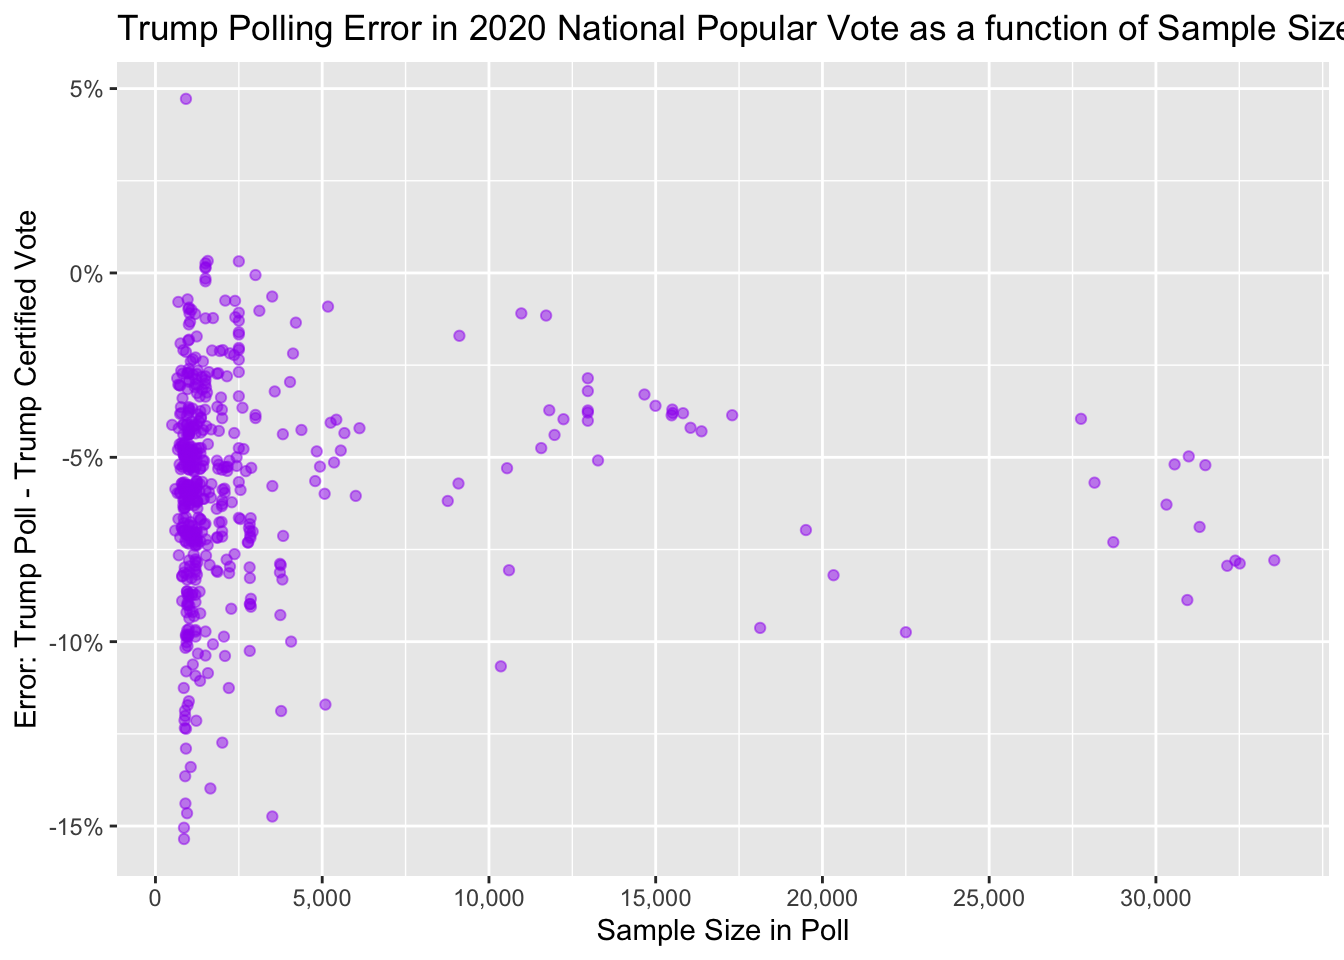 Trump Polling Error in 2020 National Popular Vote as a function of Sample Size
5%
0%
-5%
-10%
-15%
Error: Trump Poll - Trump Certified Vote
0 5,000 10,000 15,000 20,000 25,000 30,000
Sample Size in Poll